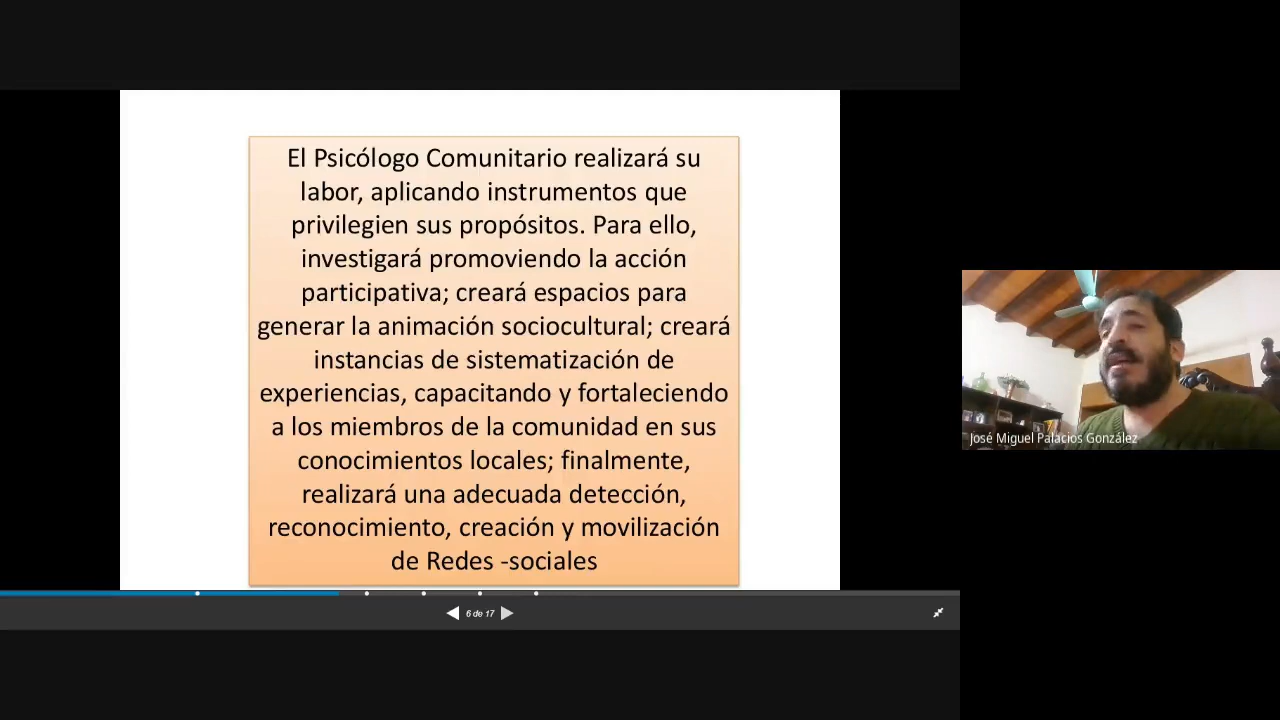 El Psicólogo Comunitario realizará su
labor, aplicando instrumentos que
privilegien sus propósitos. Para ello,
investigará promoviendo la acción
participativa; creará espacios para
generar la animación sociocultural; creará
instancias de sistematización de
experiencias, capacitando y fortaleciendo
a los miembros de la comunidad en sus
conocimientos locales; finalmente,
realizará una adecuada detección,
reconocimiento, creación y movilización
de Redes -sociales
6 de 17
José Miguel Palacios González